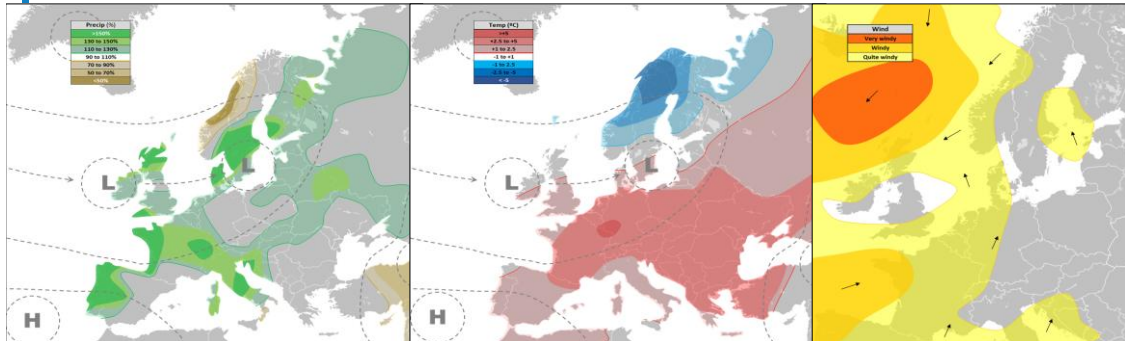 Precip (%)
>150%
130 to 150%
110 to 130%
90 to 110%
70 to 90%
50 to 70%
<50%
L
L
H
Temp (ºC)
>+5
+2.5 to +5
+1 to 2.5
-1 to +1
-1 to 2.5
-2.5 to -5
< -5
L
L
H
Wind
Very windy
Windy
Quite windy